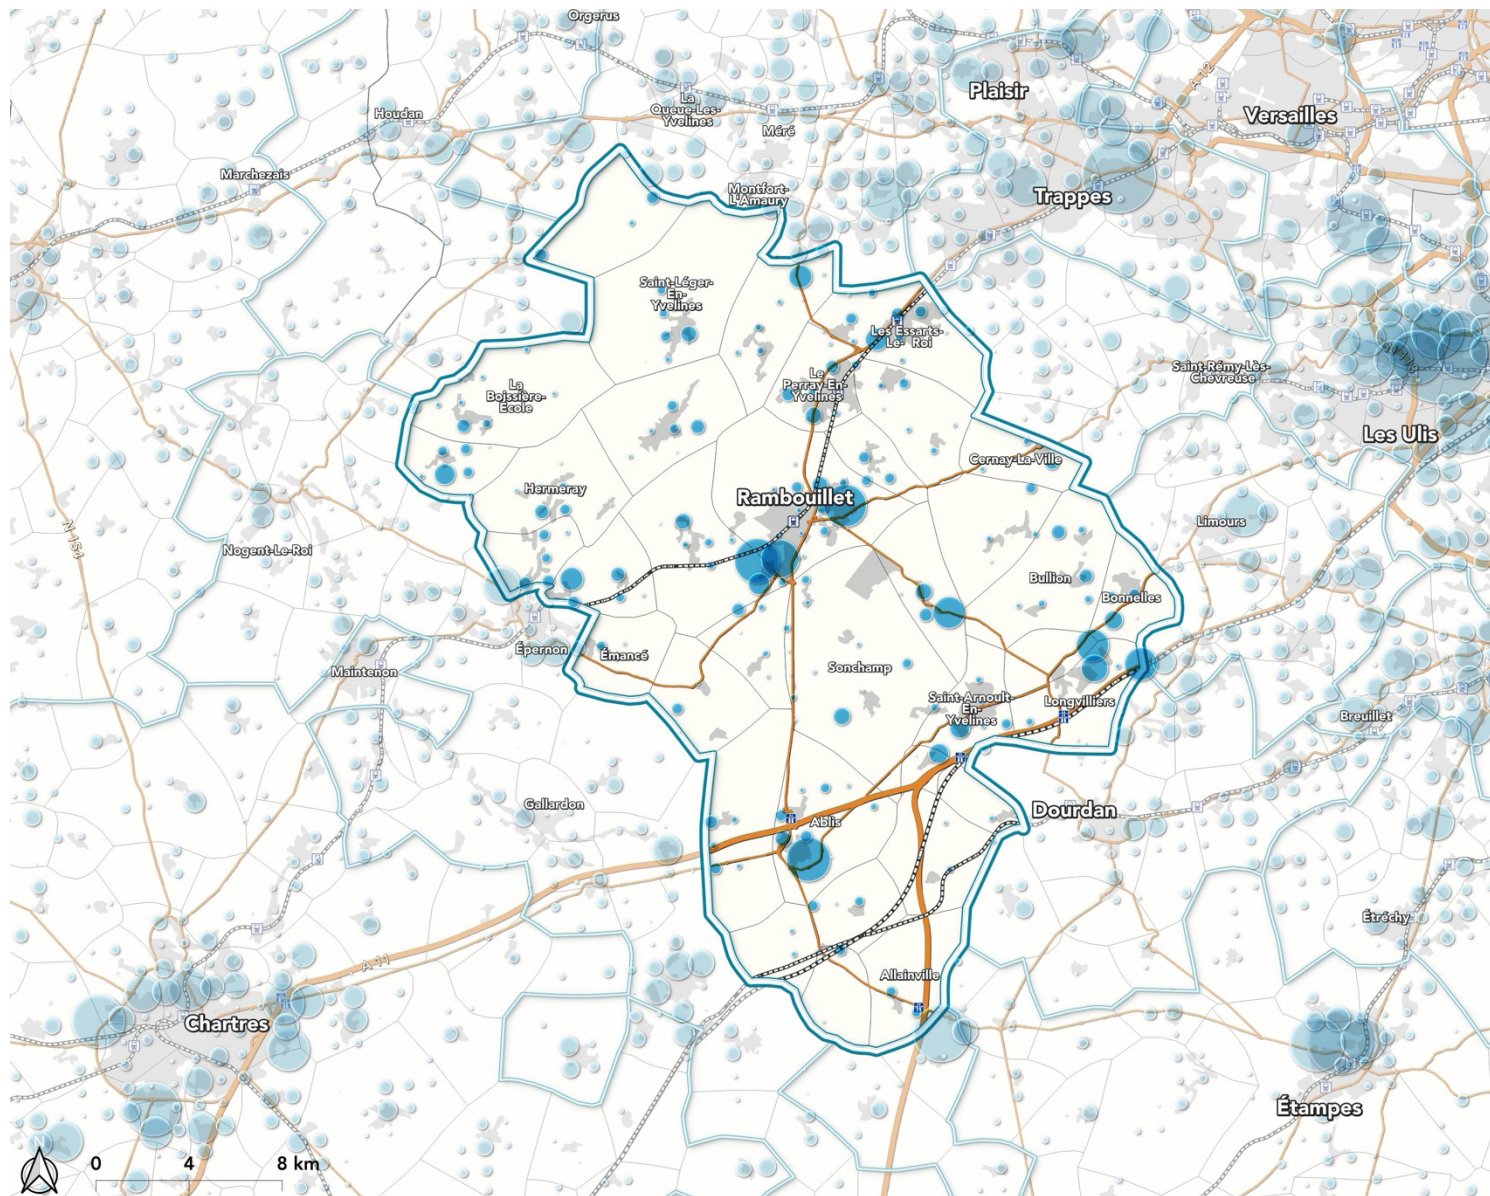 Orgerus
Plaisir
A 12
La
Queue-Les-
Yvelines
Houdan
Versailles
Méré
Marchezais
Montfort-
L'Amaury
Trappes
Saint-Léger-
En-
Yvelines
Les Essarts-
Le- Roi
Saint-Rémy-Lès-
Chevreuse
Le
Perray-En-
Yvelines
La
Boissière-
École
Les Ulis
Cernay-La-Ville
Hermeray
Rambouillet
Limours
N 154
Nogent-Le-Roi
Bullion
Bonnelles
Épernon
Émancé
Maintenon
Sonchamp
Saint-Arnoult-
En-
Yvelines
Longvilliers
Breuillet
Gallardon
Dourdan
Ablis
Étréchy
A 11
Allainville
Chartres
Étampes
N
0 4 8 km